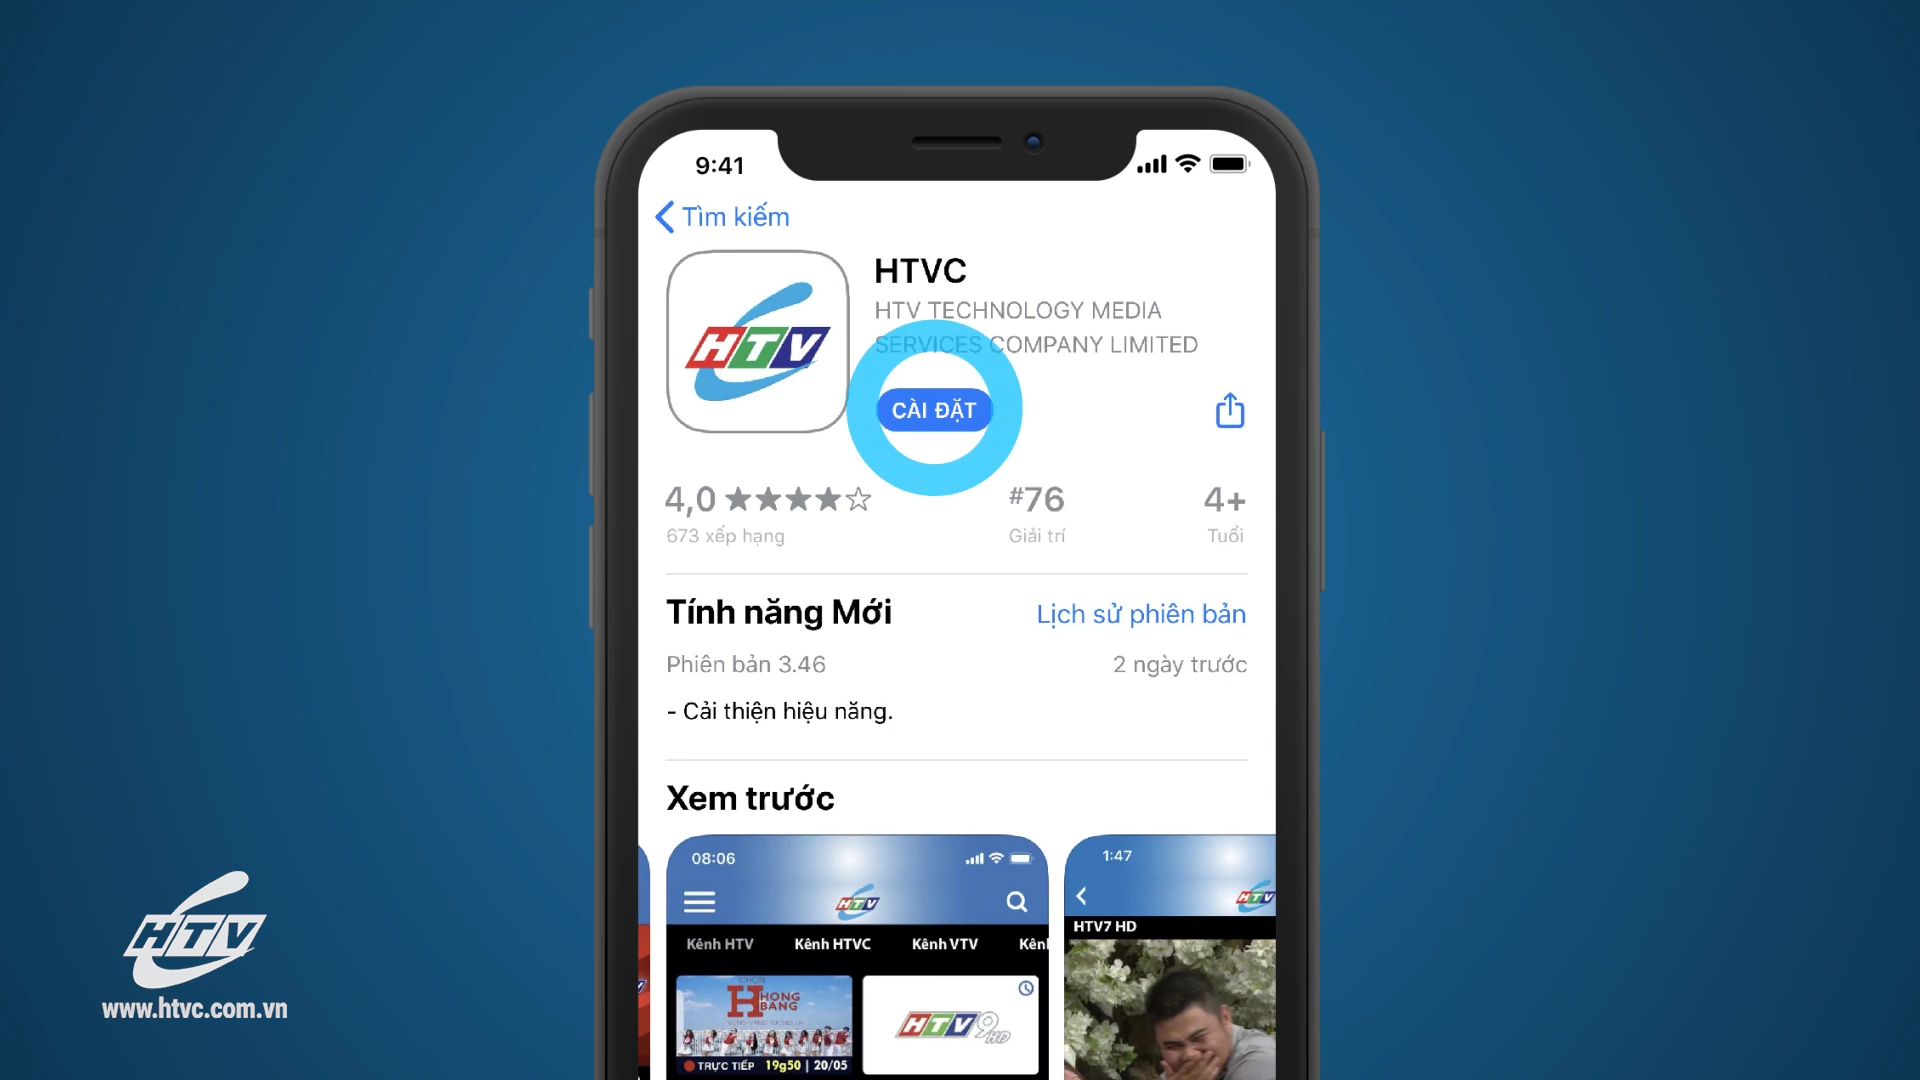 9:41
Tìm kiếm
HTV
HTVC
HTV TECHNOLOGY MEDIA
SERVICES COMPANY LIMITED
CÀI ĐẶT
4,0
673 xếp hạng
#76
Giải trí
4+
Tuổi
Tính năng Mới
Lịch sử phiên bản
Phiên bản 3.46
2 ngày trước
- Cải thiện hiệu năng.
Xem trước
08:06
HTV
Kênh HTV
Kênh HTVC
Kênh VTV
Kênh
HONG
BANG
TRỰC TIẾP 19g50 | 20/05
HTV9 HD
1:47
HTV
HTV7 HD
HTV
www.htvc.com.vn